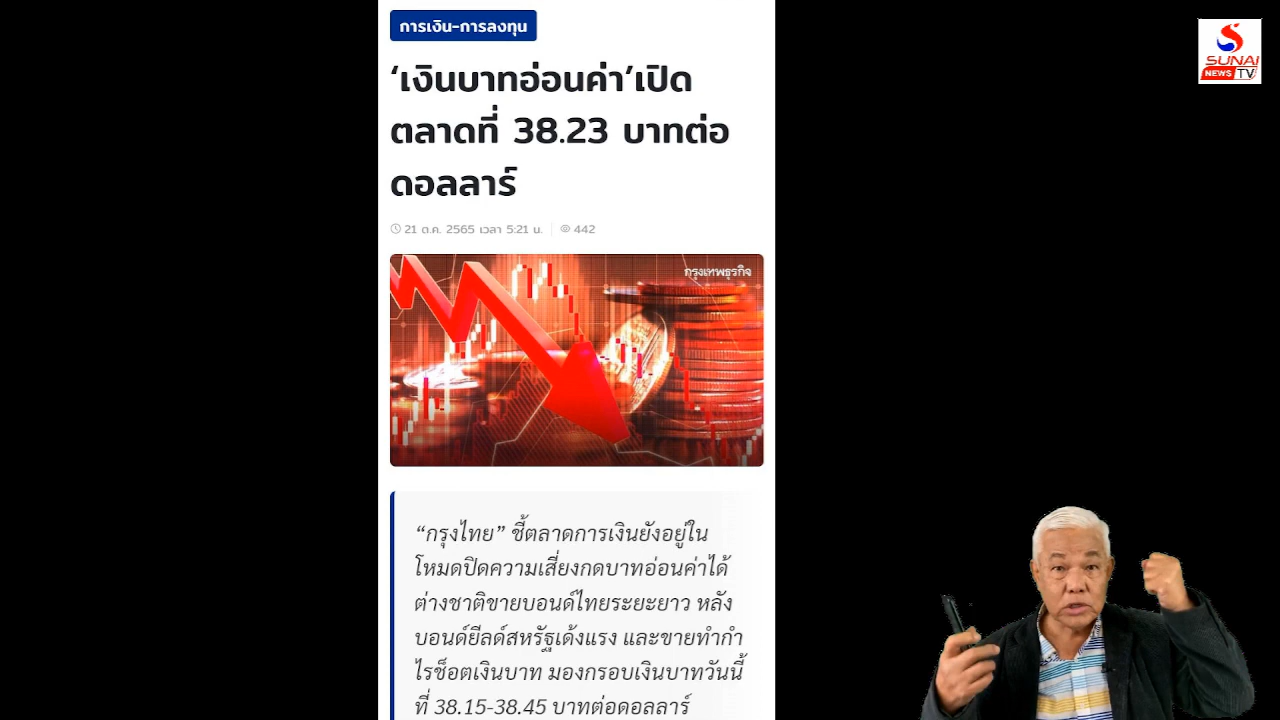 การเงิน-การลงทุน
‘เงินบาทอ่อนค่า’เปิด
ตลาดที่ 38.23 บาทต่อ
ดอลลาร์
21 ต.ค. 2565 เวลา 5:21 น. 442
กรุงเทพธุรกิจ
“กรุงไทย” ชี้ตลาดการเงินยังอยู่ใน
โหมดปิดความเสี่ยงกดบาทอ่อนค่าได้
ต่างชาติขายบอนด์ไทยระยะยาว หลัง
บอนด์ยีลด์สหรัฐเด้งแรง และขายทำกำ
ไรช็อตเงินบาท มองกรอบเงินบาทวันนี้
ที่ 38.15-38.45 บาทต่อดอลลาร์
SUNAI
NEWS TV